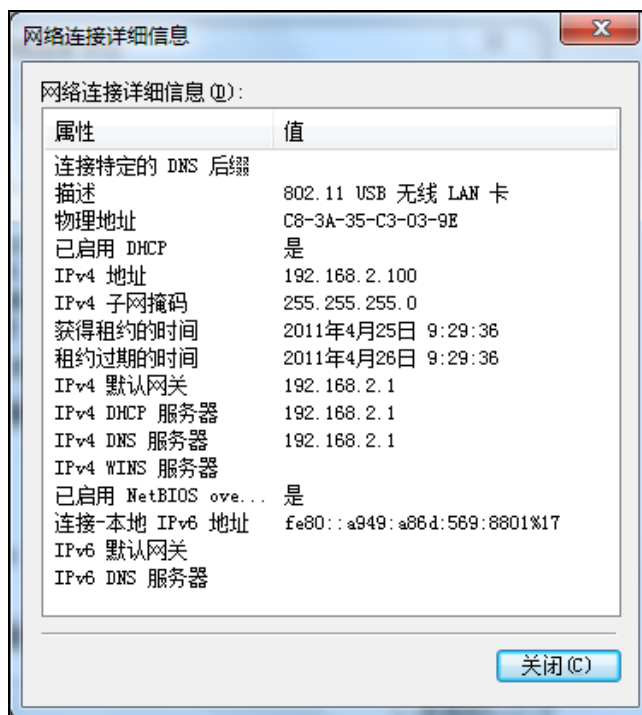 网络连接详细信息
网络连接详细信息(D):
属性 值
连接特定的 DNS 后缀
描述 802.11 USB 无线 LAN 卡
物理地址 C8-3A-35-C3-03-9E
已启用 DHCP 是
IPv4 地址 192.168.2.100
IPv4 子网掩码 255.255.255.0
获得租约的时间 2011年4月25日 9:29:36
租约过期的时间 2011年4月26日 9:29:36
IPv4 默认网关 192.168.2.1
IPv4 DHCP 服务器 192.168.2.1
IPv4 DNS 服务器 192.168.2.1
IPv4 WINS 服务器
已启用 NetBIOS ove... 是
连接-本地 IPv6 地址 fe80::a949:a86d:569:8801%17
IPv6 默认网关
IPv6 DNS 服务器
关闭(C)